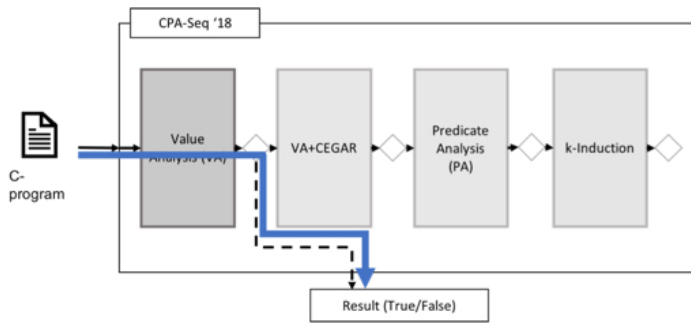 CPA-Seq ‘18
C-
program
Value
Analysis (VA)
VA+CEGAR
Predicate
Analysis
(PA)
k-Induction
Result (True/False)